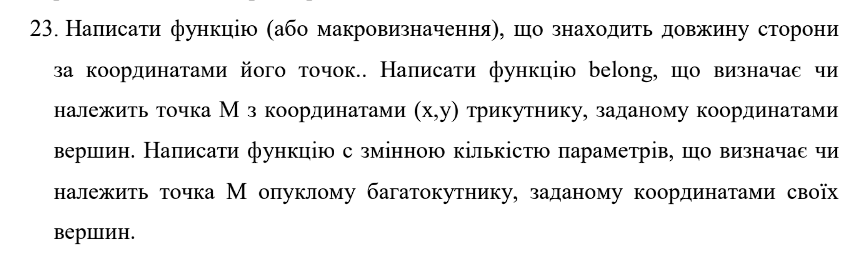 23. Написати функцію (або макровизначення), що знаходить довжину сторони
за координатами його точок.. Написати функцію belong, що визначає чи
належить точка М з координатами (x,y) трикутнику, заданому координатами
вершин. Написати функцію с змінною кількістю параметрів, що визначає чи
належить точка М опуклому багатокутнику, заданому координатами своїх
вершин.